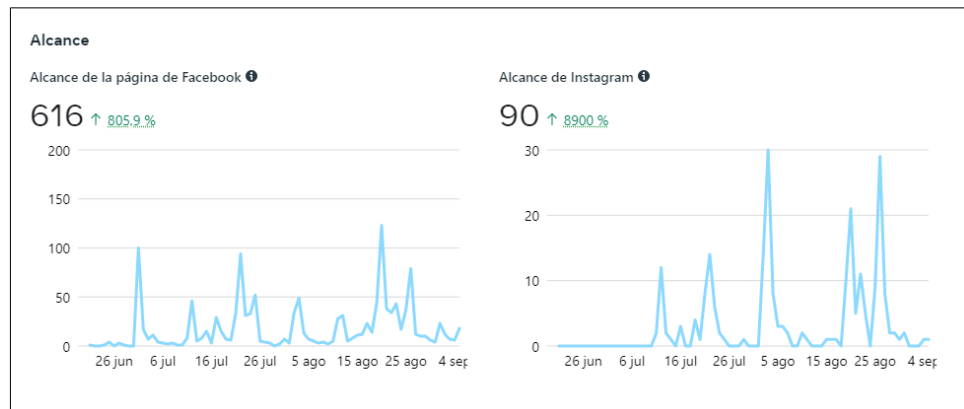 Alcance
Alcance de la página de Facebook
616 ↑ 805,9 %
200
150
100
50
0
26 jun 6 jul 16 jul 26 jul 5 ago 15 ago 25 ago 4 sep
Alcance de Instagram
90 ↑ 8900 %
30
20
10
0
26 jun 6 jul 16 jul 26 jul 5 ago 15 ago 25 ago 4 sep